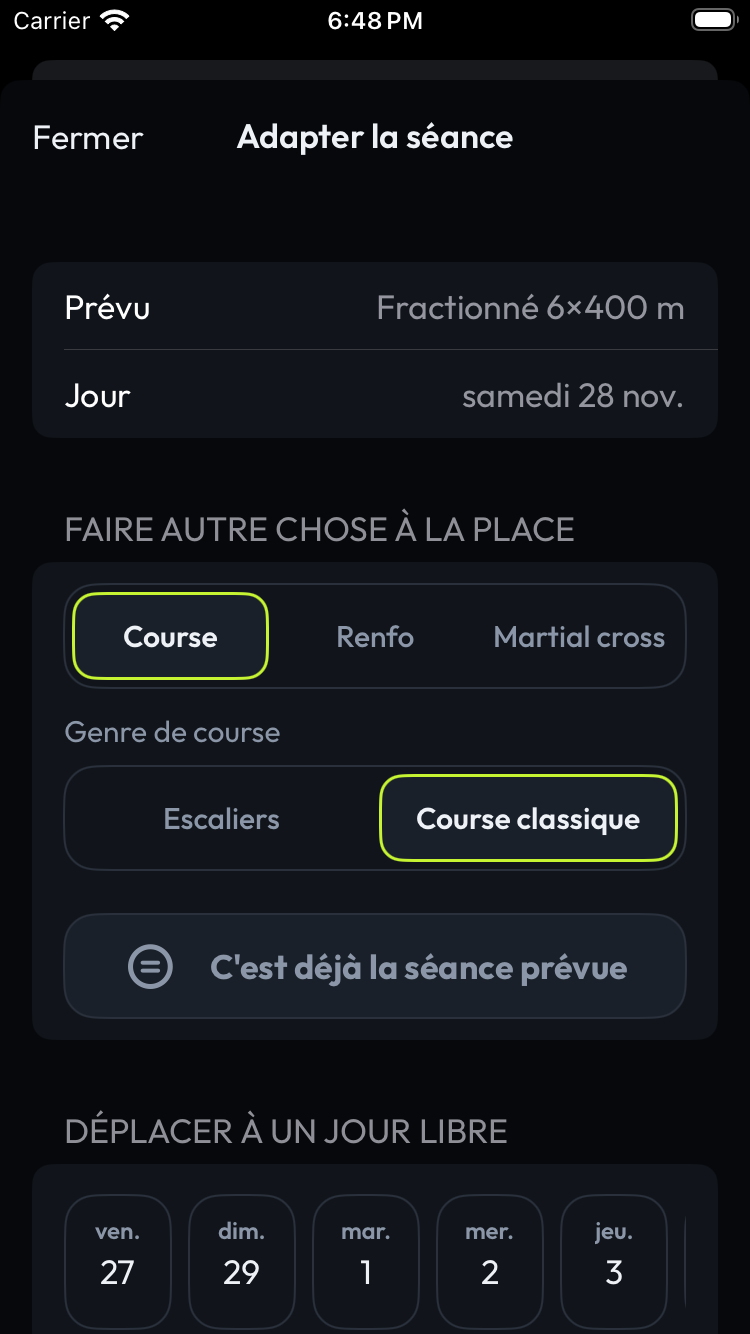 Carrier 6:48 PM
Fermer Adapter la séance
Prévu Fractionné 6×400 m
Jour samedi 28 nov.
FAIRE AUTRE CHOSE À LA PLACE
Course Renfo Martial cross
Genre de course
Escaliers Course classique
C'est déjà la séance prévue
DÉPLACER À UN JOUR LIBRE
ven. dim. mar. mer. jeu.
27 29 1 2 3